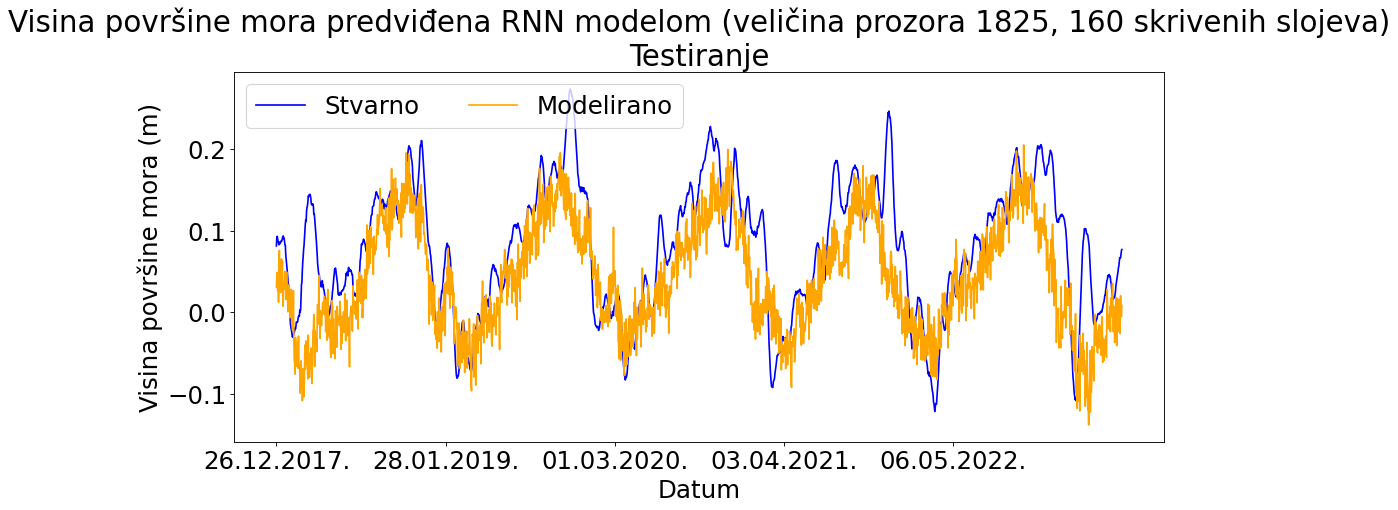 Visina površine mora predviđena RNN modelom (veličina prozora 1825, 160 skrivenih slojeva)
Testiranje
Stvarno
Modelirano
Visina površine mora (m)
0.2
0.1
0.0
−0.1
26.12.2017.
28.01.2019.
01.03.2020.
03.04.2021.
06.05.2022.
Datum